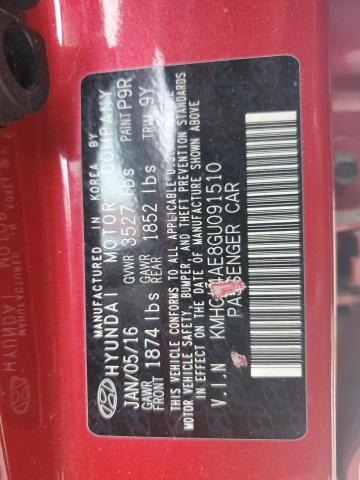 MANUFACTURED IN KOREA BY
HYUNDAI MOTOR COMPANY
JAN/05/16 GVWR 3527 lbs PAINT P9R
GAWR FRONT 1874 lbs GAWR REAR 1852 lbs TRIM 9Y
THIS VEHICLE CONFORMS TO ALL APPLICABLE U.S.
MOTOR VEHICLE SAFETY, BUMPER, AND THEFT PREVENTION STANDARDS
IN EFFECT ON THE DATE OF MANUFACTURE SHOWN ABOVE
V.I.N
PASSENGER CAR